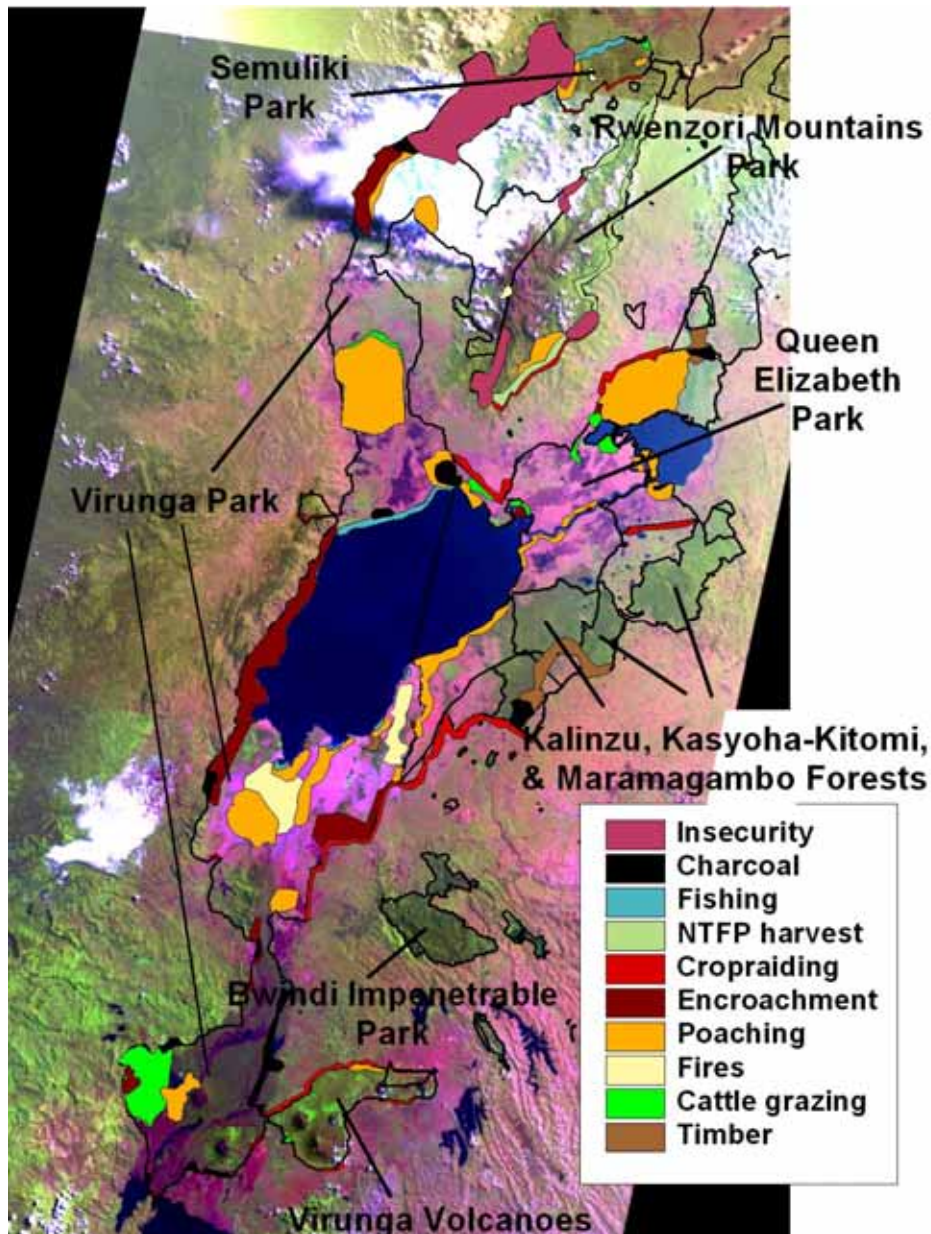 Semuliki
Park
Rwenzori Mountains
Park
Queen
Elizabeth
Park
Virunga Park
Kalinzu, Kasyoha-Kitomi,
& Maramagambo Forests
Insecurity
Charcoal
Fishing
NTFP harvest
Cropraiding
Encroachment
Poaching
Fires
Cattle grazing
Timber
Bwindi Impenetrable
Park
Virunga Volcanoes